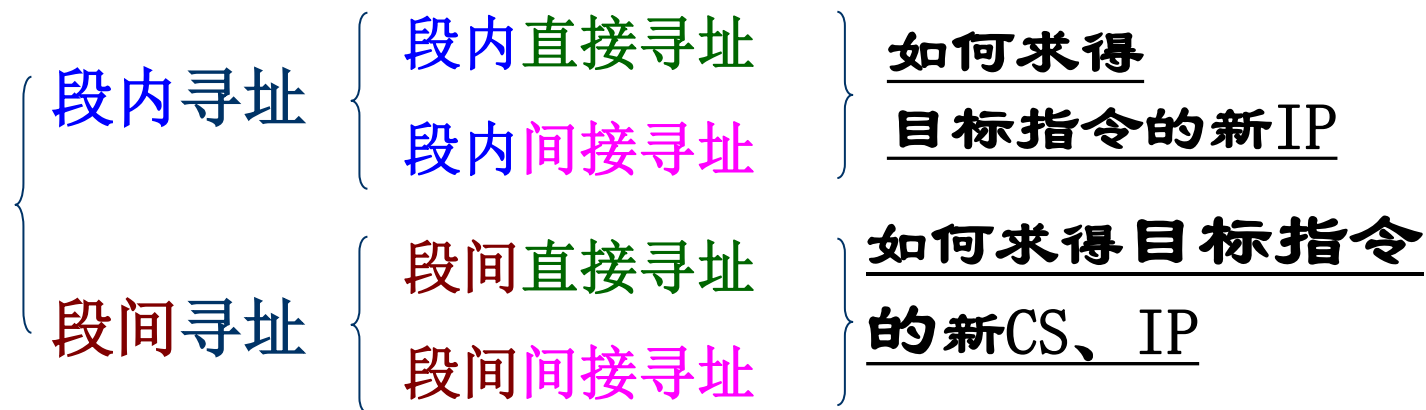 段内寻址
段内直接寻址
段内间接寻址
如何求得
目标指令的新IP
段间寻址
段间直接寻址
段间间接寻址
如何求得目标指令
的新CS、IP